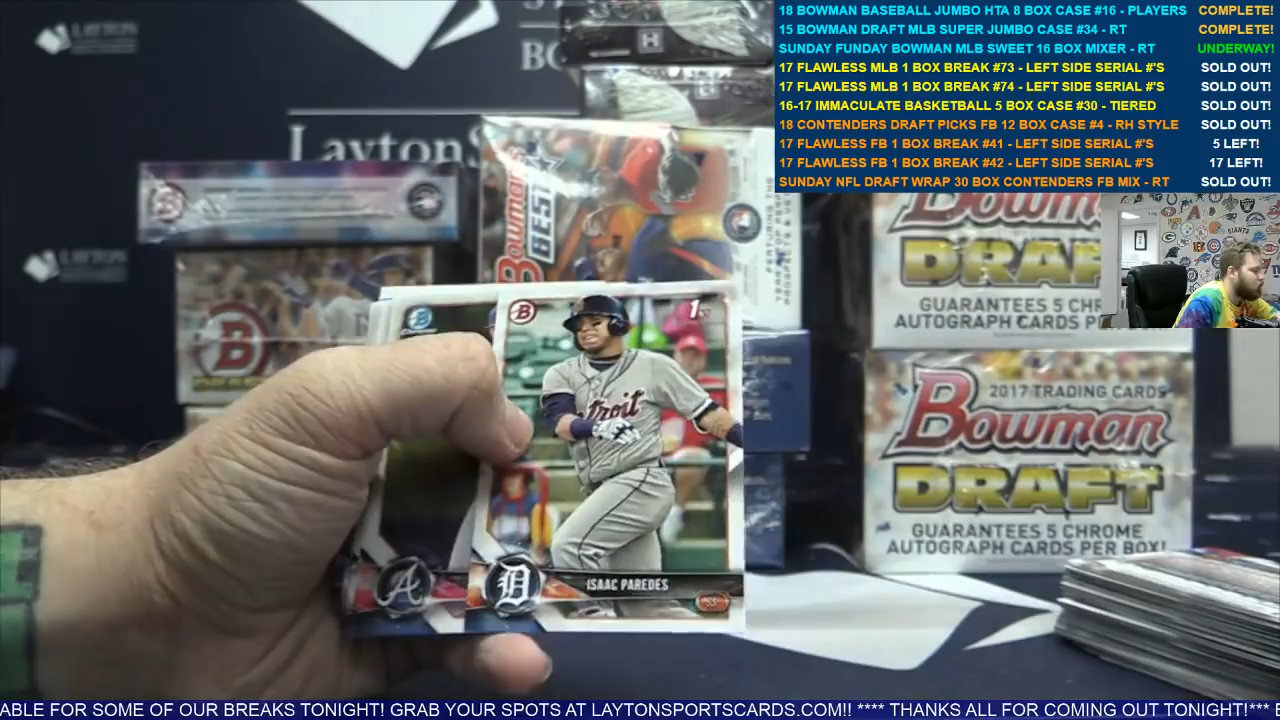 18 BOWMAN BASEBALL JUMBO HTA 8 BOX CASE #16 - PLAYERS COMPLETE!
15 BOWMAN DRAFT MLB SUPER JUMBO CASE #34 - RT COMPLETE!
SUNDAY FUNDAY BOWMAN MLB SWEET 16 BOX MIXER - RT UNDERWAY!
17 FLAWLESS MLB 1 BOX BREAK #73 - LEFT SIDE SERIAL #'S SOLD OUT!
17 FLAWLESS MLB 1 BOX BREAK #74 - LEFT SIDE SERIAL #'S SOLD OUT!
16-17 IMMACULATE BASKETBALL 5 BOX CASE #30 - TIERED SOLD OUT!
18 CONTENDERS DRAFT PICKS FB 12 BOX CASE #4 - RH STYLE SOLD OUT!
17 FLAWLESS FB 1 BOX BREAK #41 - LEFT SIDE SERIAL #'S 5 LEFT!
17 FLAWLESS FB 1 BOX BREAK #42 - LEFT SIDE SERIAL #'S 17 LEFT!
SUNDAY NFL DRAFT WRAP 30 BOX CONTENDERS FB MIX - RT SOLD OUT!
BO
LaytonS
Bowman's
BEST
Bowman
DRAF
GUARANTEES 5 CHR
AUTOGRAPH CARDS P
B
B
1st
Detroit
A
D
ISAAC PAREDES
SS
2017 TRADING CARDS
Bowman
DRAFT
GUARANTEES 5 CHROME
AUTOGRAPH CARDS PER BOX!
ABLE FOR SOME OF OUR BREAKS TONIGHT! GRAB YOUR SPOTS AT LAYTONSPORTSCARDS.COM!! **** THANKS ALL FOR COMING OUT TONIGHT!*** E